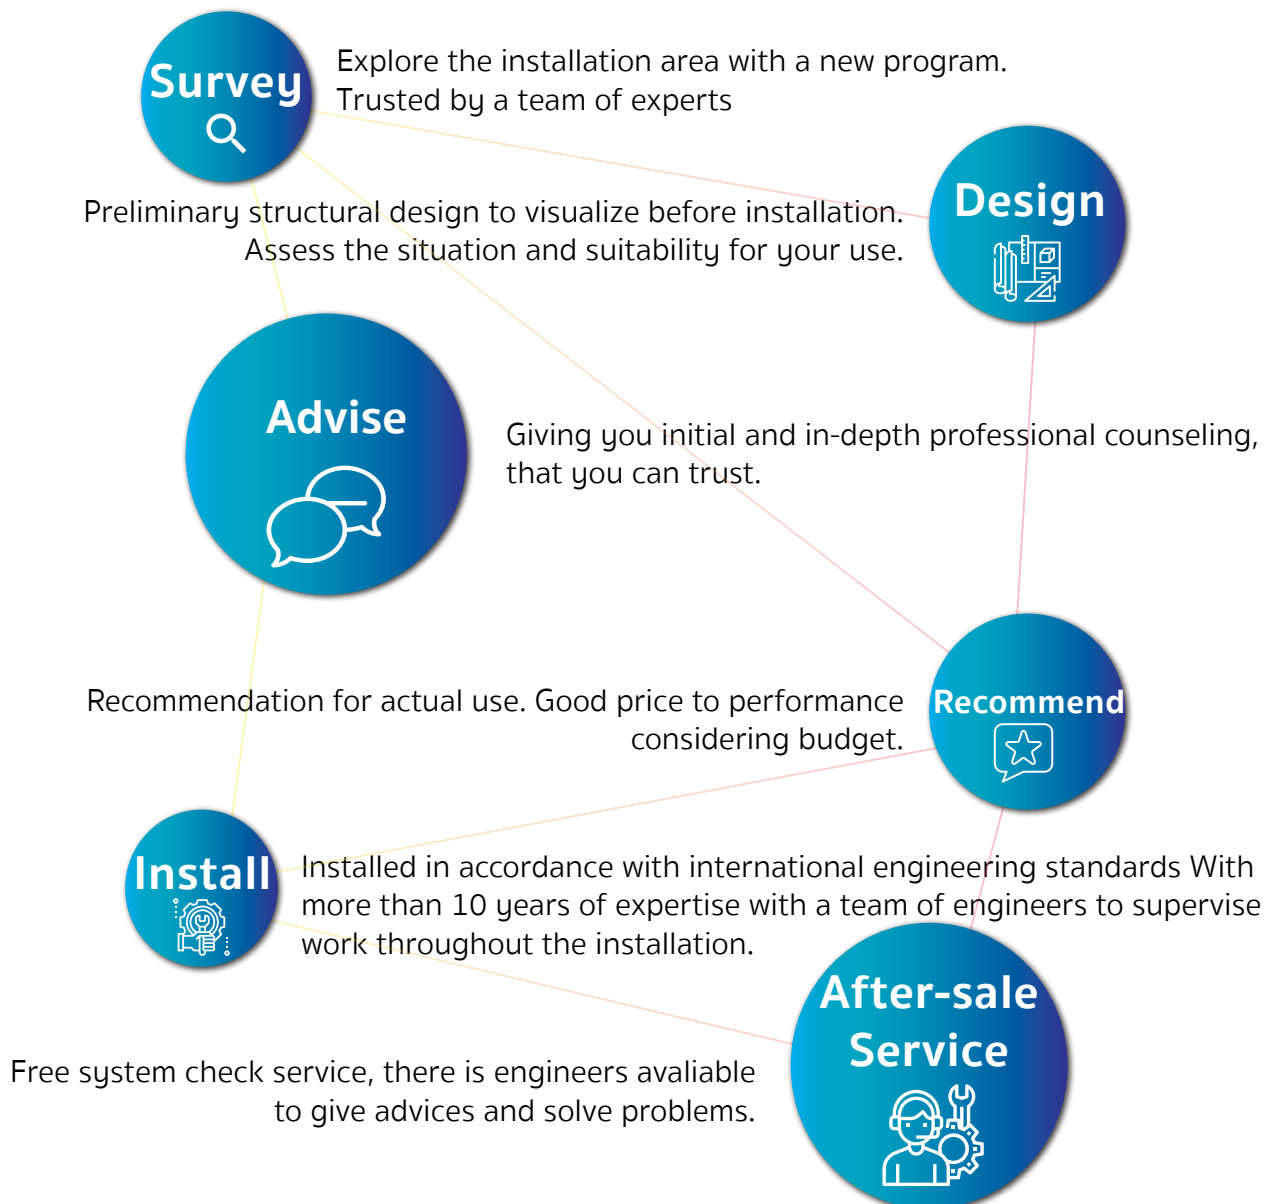 Survey
Explore the installation area with a new program.
Trusted by a team of experts
Design
Preliminary structural design to visualize before installation.
Assess the situation and suitability for your use.
Advise
Giving you initial and in-depth professional counseling,
that you can trust.
Recommend
Recommendation for actual use. Good price to performance
considering budget.
Install
Installed in accordance with international engineering standards With
more than 10 years of expertise with a team of engineers to supervise
work throughout the installation.
After-sale
Service
Free system check service, there is engineers avaliable
to give advices and solve problems.